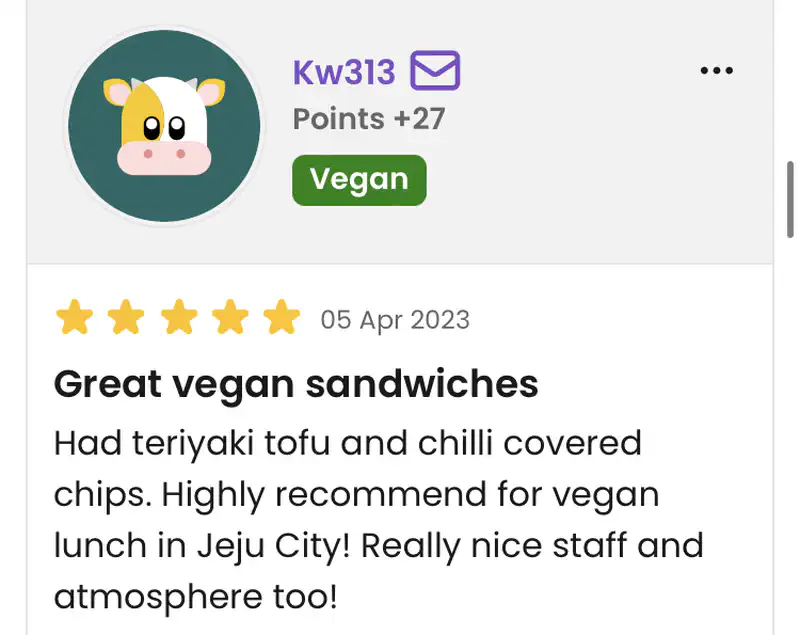 Kw313
Points +27
Vegan
05 Apr 2023
Great vegan sandwiches
Had teriyaki tofu and chilli covered
chips. Highly recommend for vegan
lunch in Jeju City! Really nice staff and
atmosphere too!